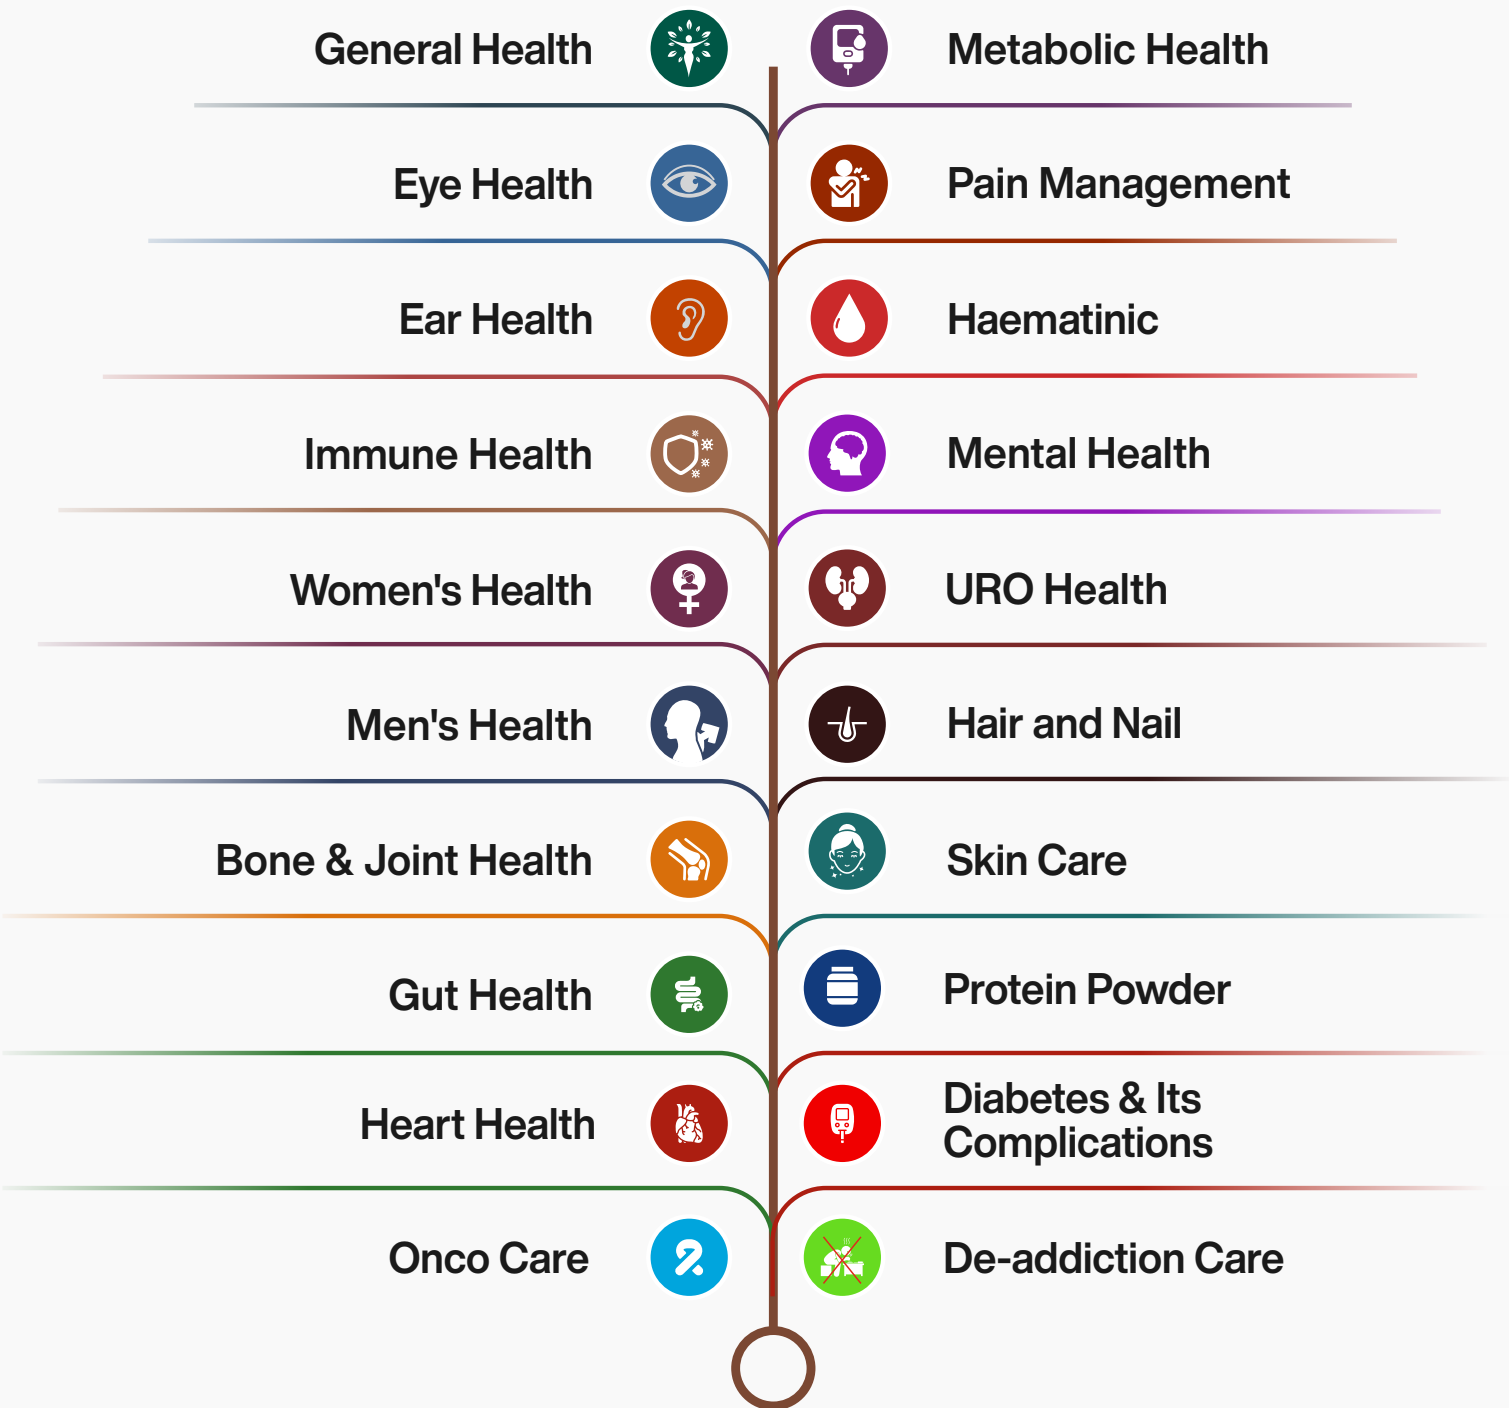 General Health
Metabolic Health
Eye Health
Pain Management
Ear Health
Haematinic
Immune Health
Mental Health
Women's Health
URO Health
Men's Health
Hair and Nail
Bone & Joint Health
Skin Care
Gut Health
Protein Powder
Heart Health
Diabetes & Its
Complications
Onco Care
De-addiction Care